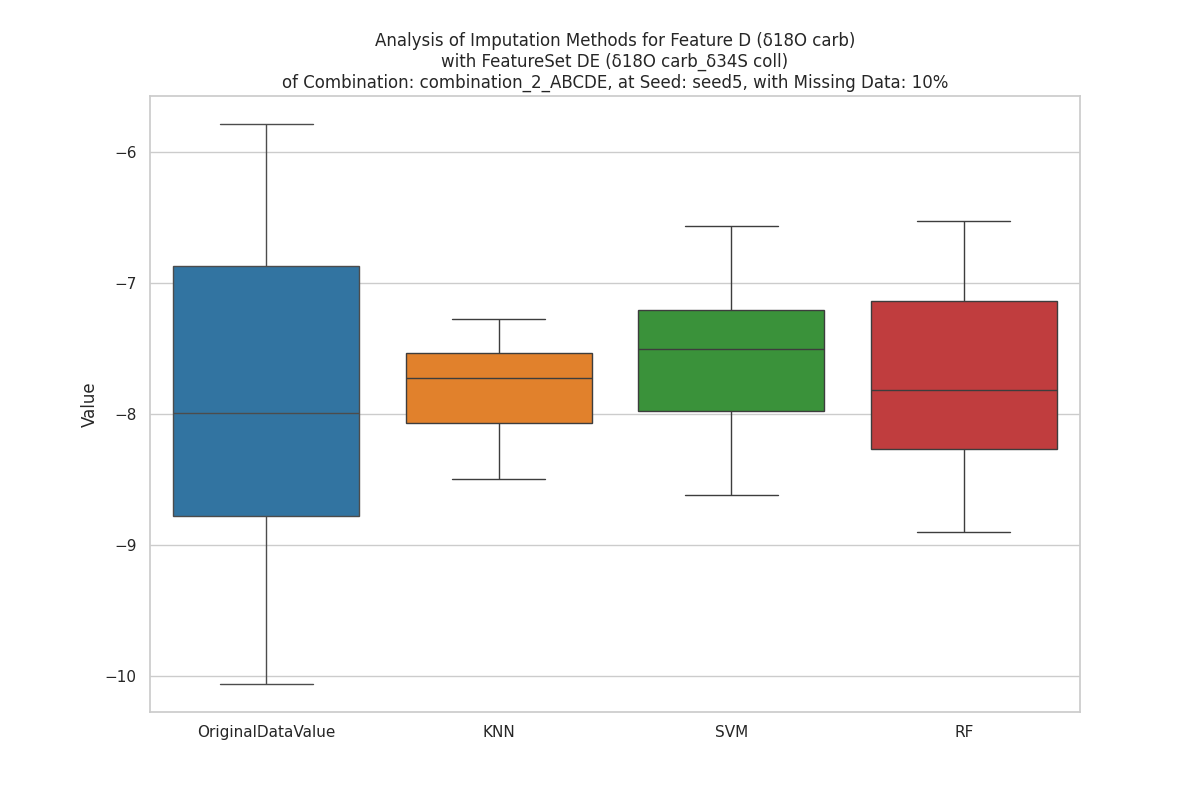 Analysis of Imputation Methods for Feature D (δ18O carb)
with FeatureSet DE (δ18O carb_δ34S coll)
of Combination: combination_2_ABCDE, at Seed: seed5, with Missing Data: 10%
Value
−6
−7
−8
−9
−10
OriginalDataValue
KNN
SVM
RF